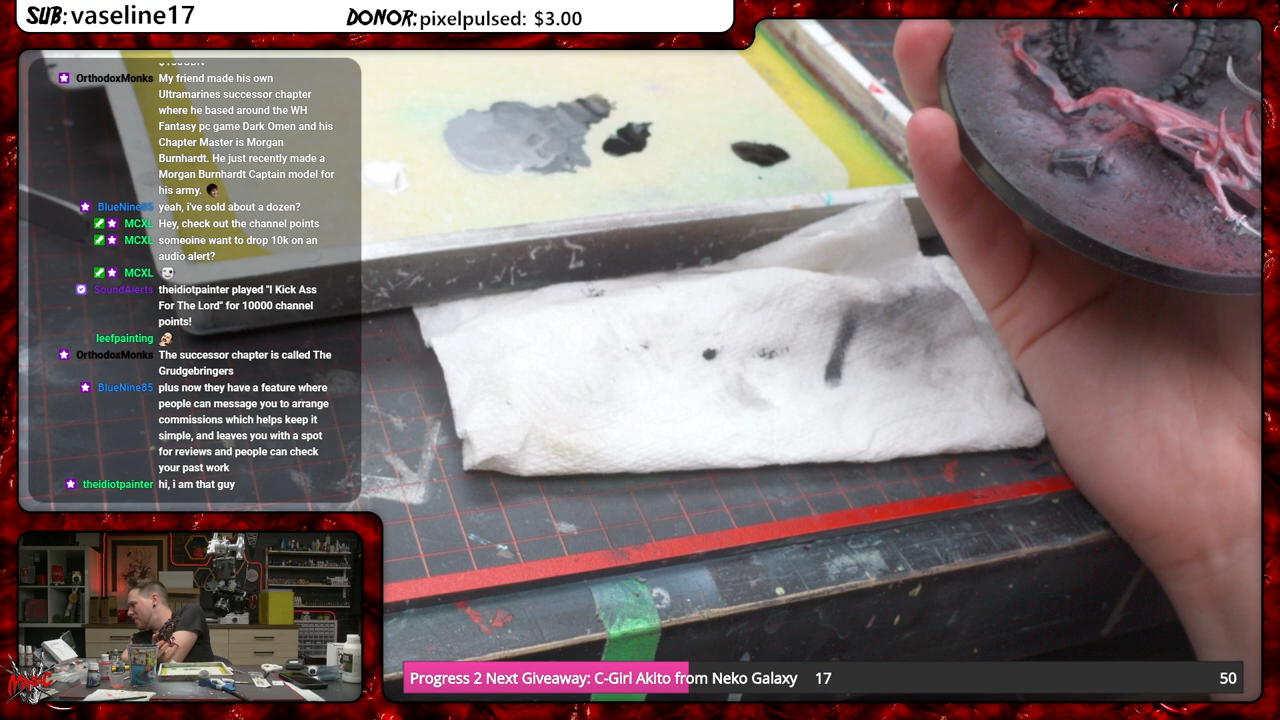 SUB: vaseline17
DONOR: pixelpulsed: $3.00
OrthodoxMonks My friend made his own
Ultramarines successor chapter
where he based around the WH
Fantasy pc game Dark Omen and his
Chapter Master is Morgan
Burnhardt. He just recently made a
Morgan Burnhardt Captain model for
his army.
BlueNine85 yeah, i've sold about a dozen?
MCXL Hey, check out the channel points
MCXL someoine want to drop 10k on an
audio alert?
MCXL
SoundAlerts theidiotpainter played "I Kick Ass
For The Lord" for 10000 channel
points!
leefpainting
OrthodoxMonks The successor chapter is called The
Grudgebringers
BlueNine85 plus now they have a feature where
people can message you to arrange
commissions which helps keep it
simple, and leaves you with a spot
for reviews and people can check
your past work
theidiotpainter hi, i am that guy
Progress 2 Next Giveaway: C-Girl Akito from Neko Galaxy 17 50